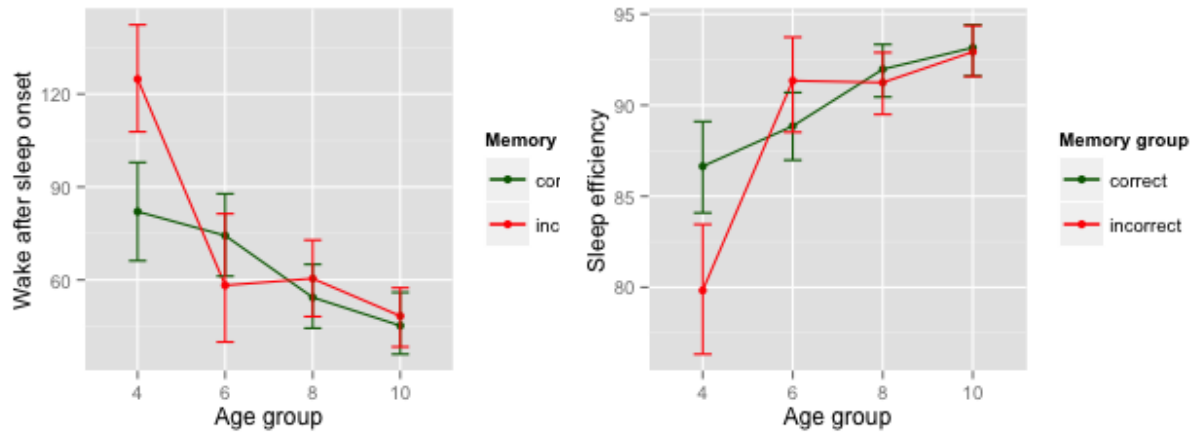 Wake after sleep onset
120
90
60
4 6 8 10
Age group
Memory
cor
inc
Sleep efficiency
95
90
85
80
4 6 8 10
Age group
Memory group
correct
incorrect